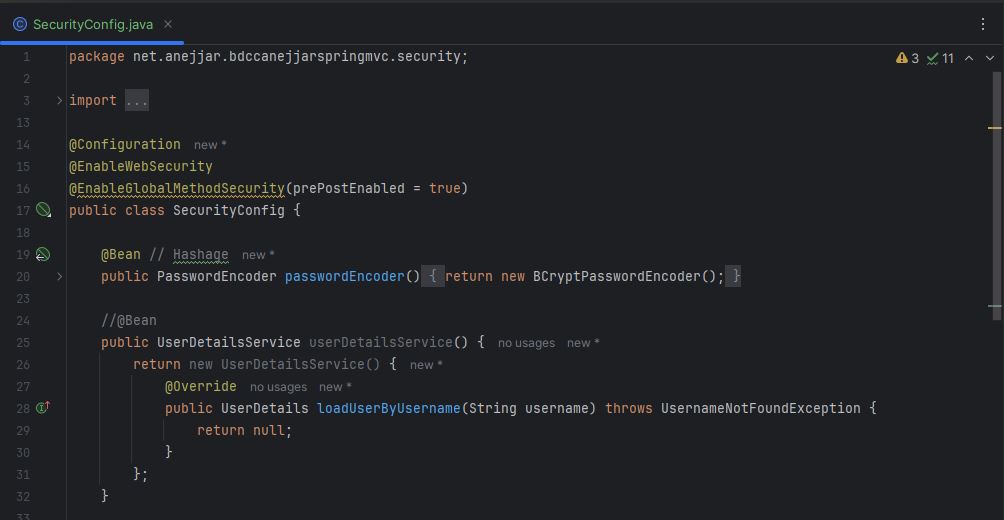 SecurityConfig.java ×
1 package net.anejjar.bdccanejjarspringmvc.security; 3 11
2
3 import ...
13
14 @Configuration new *
15 @EnableWebSecurity
16 @EnableGlobalMethodSecurity(prePostEnabled = true)
17 public class SecurityConfig {
18
19 @Bean // Hashage new *
20 public PasswordEncoder passwordEncoder() { return new BCryptPasswordEncoder(); }
23
24 //@Bean
25 public UserDetailsService userDetailsService() { no usages new *
26 return new UserDetailsService() { new *
27 @Override no usages new *
28 public UserDetails loadUserByUsername(String username) throws UsernameNotFoundException {
29 return null;
30 }
31 };
32 }
33